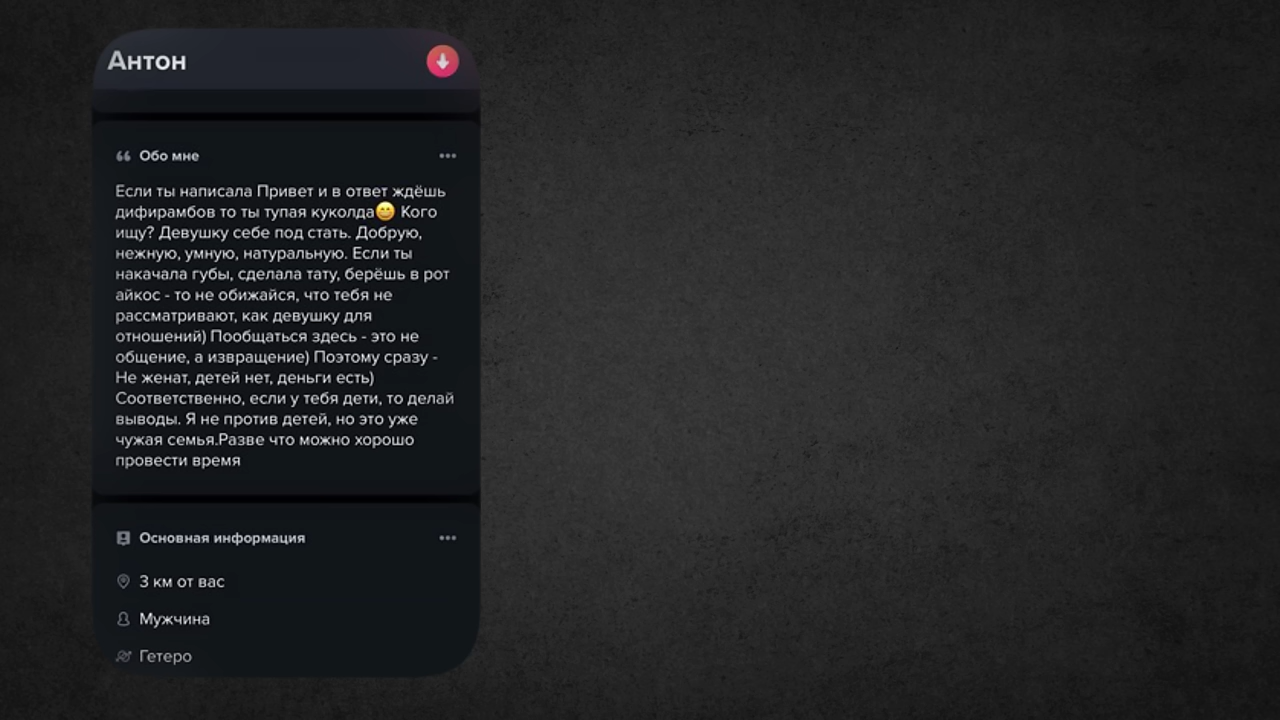 Антон
Обо мне
Если ты написала Привет и в ответ ждёшь
дифирамбов то ты тупая куколда😄 Кого
ищу? Девушку себе под стать. Добрую,
нежную, умную, натуральную. Если ты
накачала губы, сделала тату, берёшь в рот
айкос - то не обижайся, что тебя не
рассматривают, как девушку для
отношений) Пообщаться здесь - это не
общение, а извращение) Поэтому сразу -
Не женат, детей нет, деньги есть)
Соответственно, если у тебя дети, то делай
выводы. Я не против детей, но это уже
чужая семья.Разве что можно хорошо
провести время
Основная информация
3 км от вас
Мужчина
Гетеро